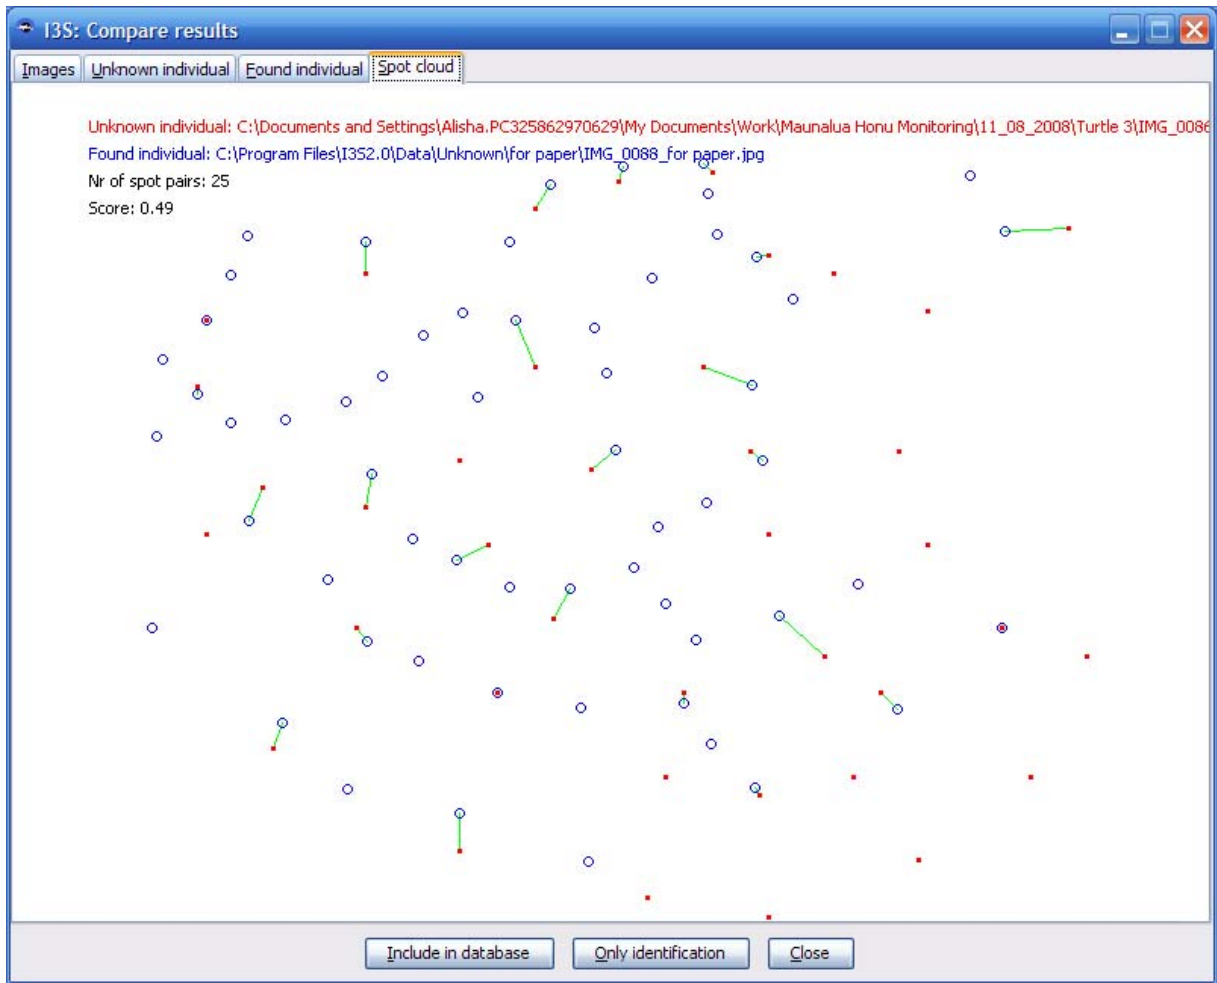 I3S: Compare results
Images Unknown individual Found individual Spot cloud
Unknown individual: C:\Documents and Settings\Alisha.PC325862970629\My Documents\Work\Maunalua Honu Monitoring\11_08_2008\Turtle 3\IMG_0086
Found individual: C:\Program Files\I3S2.0\Data\Unknown\for paper\IMG_0088_for paper.jpg
Nr of spot pairs: 25
Score: 0.49
Include in database Only identification Close